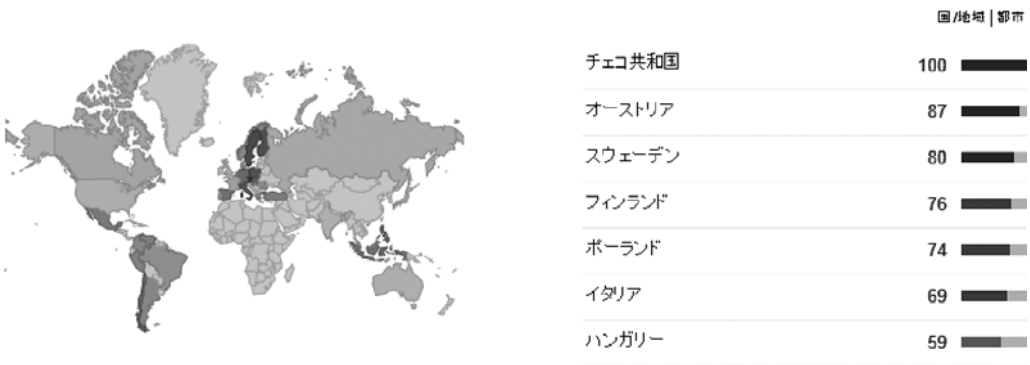 国/地域 | 都市
チェコ共和国 100
オーストリア 87
スウェーデン 80
フィンランド 76
ポーランド 74
イタリア 69
ハンガリー 59